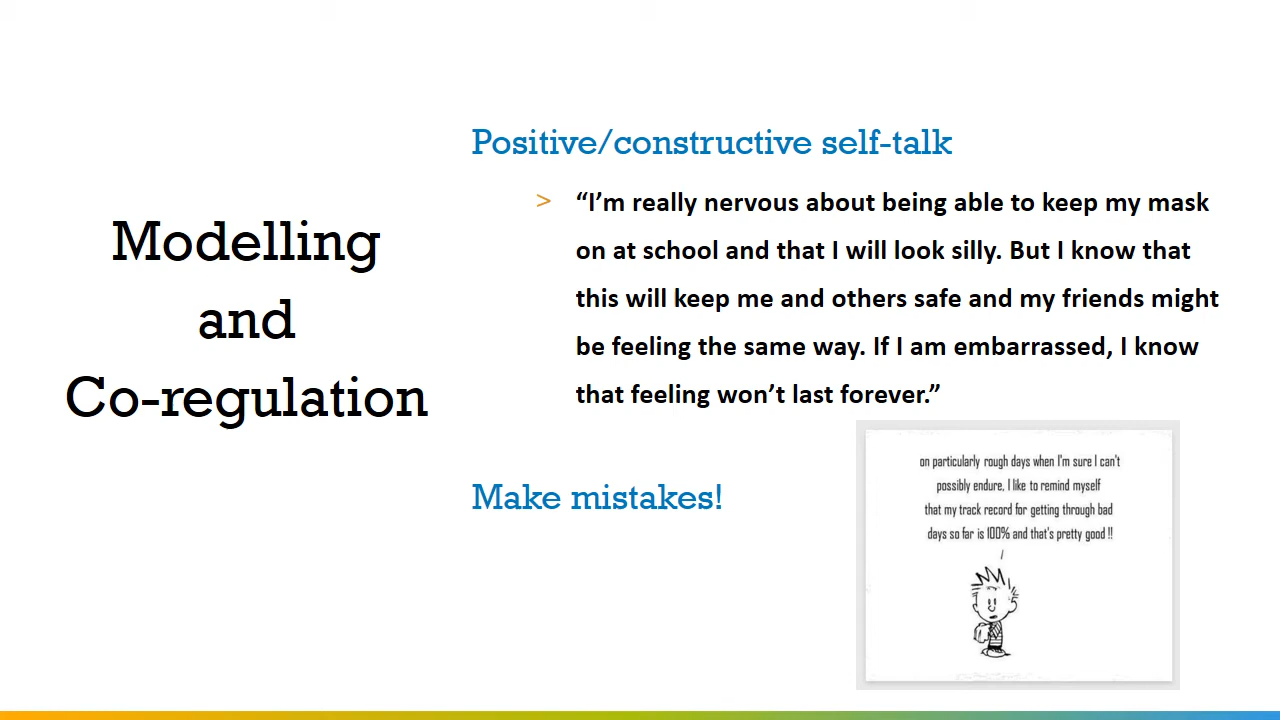 Modelling
and
Co-regulation
Positive/constructive self-talk
> “I’m really nervous about being able to keep my mask
on at school and that I will look silly. But I know that
this will keep me and others safe and my friends might
be feeling the same way. If I am embarrassed, I know
that feeling won’t last forever.”
Make mistakes!
on particularly rough days when I'm sure I can't
possibly endure, I like to remind myself
that my track record for getting through bad
days so far is 100% and that's pretty good !!